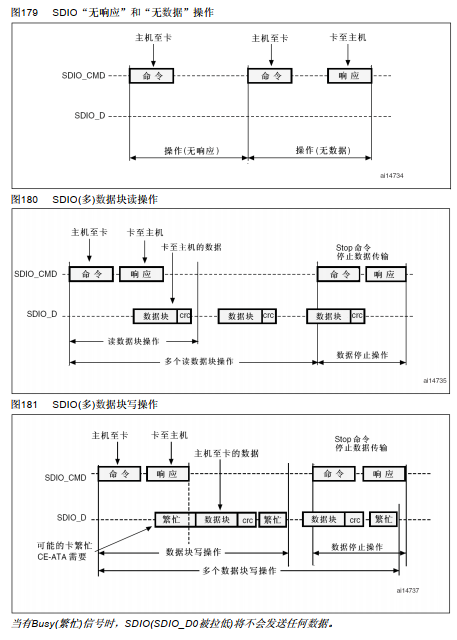 图179 SDIO“无响应”和“无数据”操作
主机至卡 主机至卡 卡至主机
SDIO_CMD 命令 命令 响应
SDIO_D
操作(无响应) 操作(无数据)
ai14734
图180 SDIO(多)数据块读操作
主机至卡 卡至主机 Stop 命令
卡至主机的数据 停止数据传输
SDIO_CMD 命令 响应 命令 响应
SDIO_D 数据块 crc 数据块 crc 数据块 crc
读数据块操作
多个读数据块操作 数据停止操作
ai14735
图181 SDIO(多)数据块写操作
主机至卡 卡至主机 Stop 命令
主机至卡的数据 停止数据传输
SDIO_CMD 命令 响应 命令 响应
SDIO_D 繁忙 数据块 crc 繁忙 数据块 crc 繁忙
可能的卡繁忙
CE-ATA 需要 数据块写操作 数据停止操作
多个数据块写操作
ai14737
当有Busy(繁忙)信号时，SDIO(SDIO_D0被拉低)将不会发送任何数据。